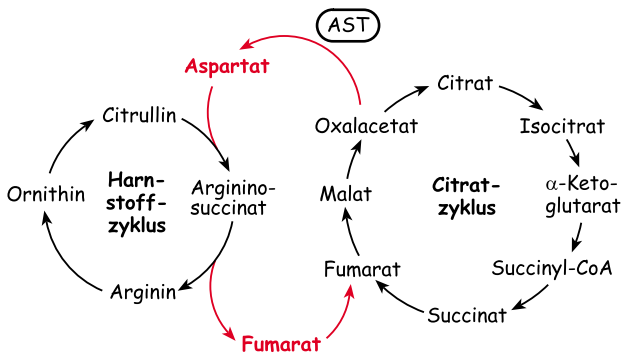 AST
Aspartat
Citrat
Citrullin
Oxalacetat
Isocitrat
Ornithin
Harn-
stoff-
zyklus
Arginino-
succinat
Malat
Citrat-
zyklus
α-Keto-
glutarat
Fumarat
Succinyl-CoA
Arginin
Succinat
Fumarat